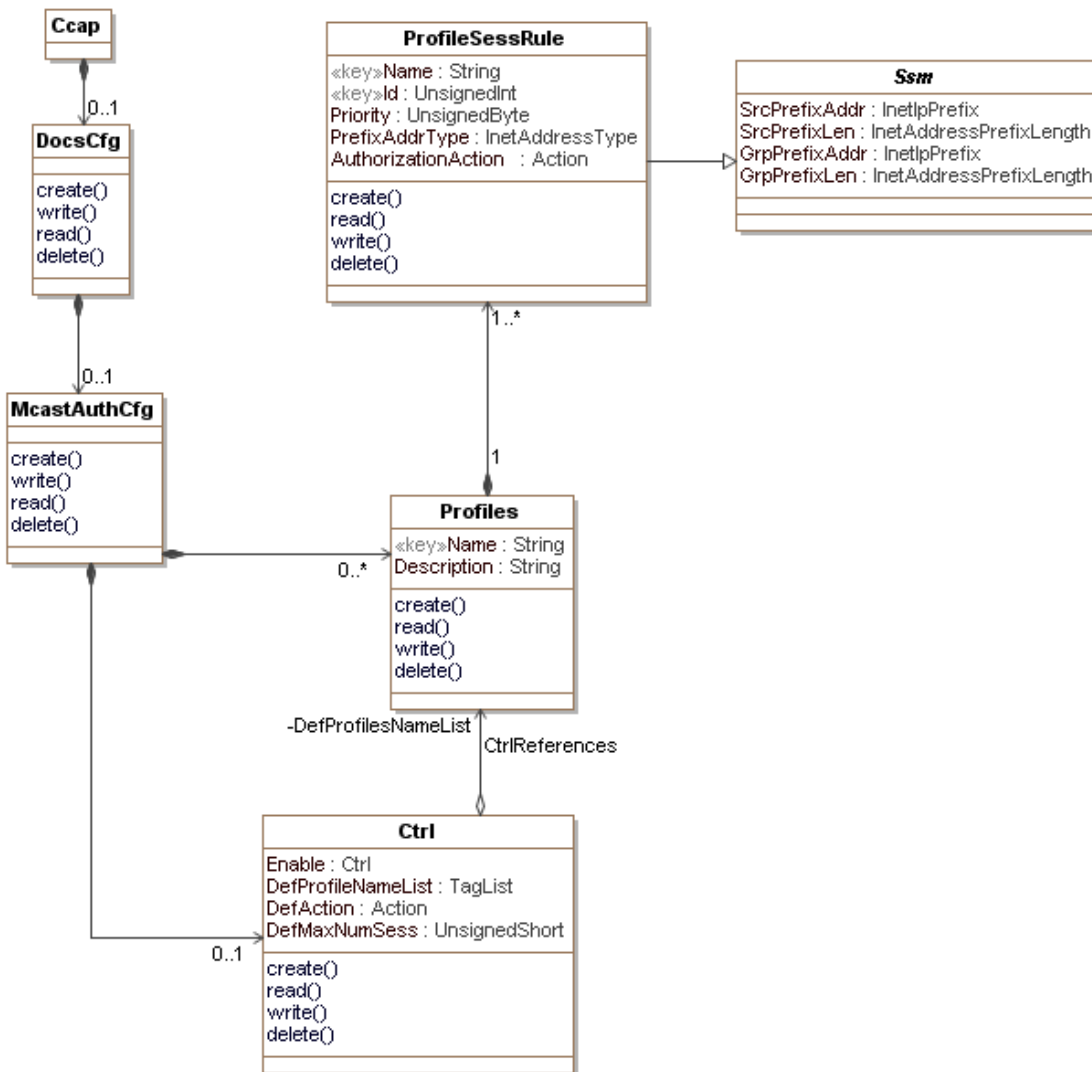 Ccap
0..1
DocsCfg
create()
write()
read()
delete()
0..1
McastAuthCfg
create()
write()
read()
delete()
ProfileSessRule
«key»Name : String
«key»Id : UnsignedInt
Priority : UnsignedByte
PrefixAddrType : InetAddressType
AuthorizationAction : Action
create()
read()
write()
delete()
Ssm
SrcPrefixAddr : InetIpPrefix
SrcPrefixLen : InetAddressPrefixLength
GrpPrefixAddr : InetIpPrefix
GrpPrefixLen : InetAddressPrefixLength
1..*
1
Profiles
«key»Name : String
Description : String
create()
read()
write()
delete()
0..*
-DefProfilesNameList
CtrlReferences
Ctrl
Enable : Ctrl
DefProfileNameList : TagList
DefAction : Action
DefMaxNumSess : UnsignedShort
create()
read()
write()
delete()
0..1